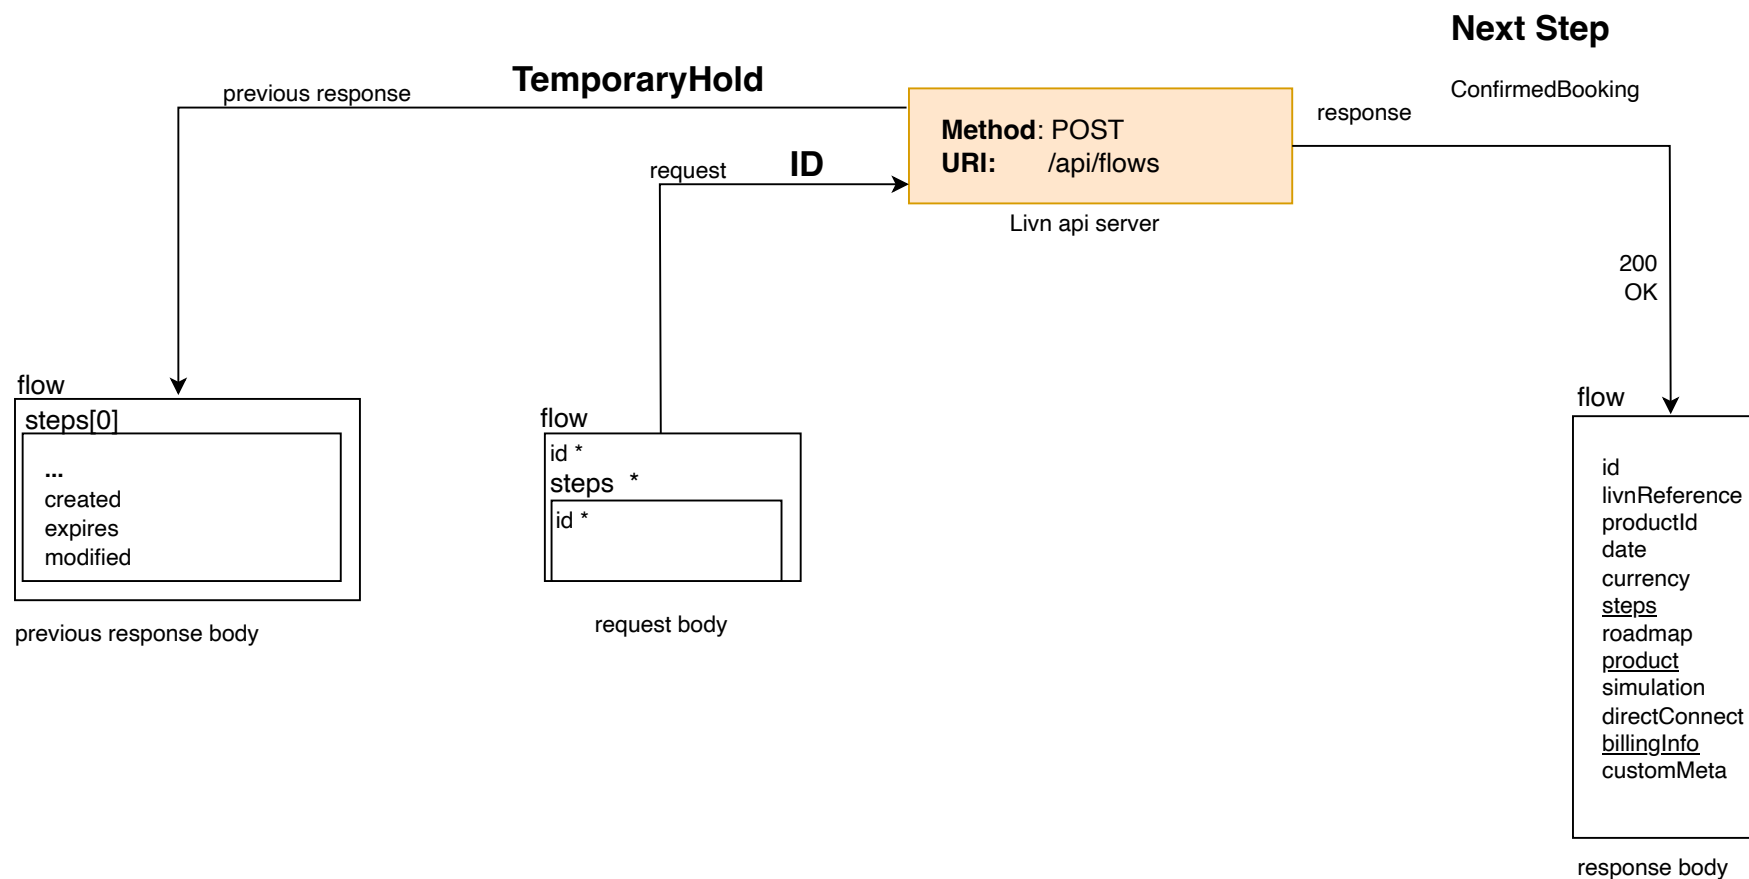 Next Step
ConfirmedBooking
TemporaryHold
previous response
response
Method: POST
URI: /api/flows
request
ID
Livn api server
200
OK
flow
steps[0]
...
created
expires
modified
previous response body
flow
id *
steps *
id *
request body
flow
id
livnReference
productId
date
currency
steps
roadmap
product
simulation
directConnect
billingInfo
customMeta
response body